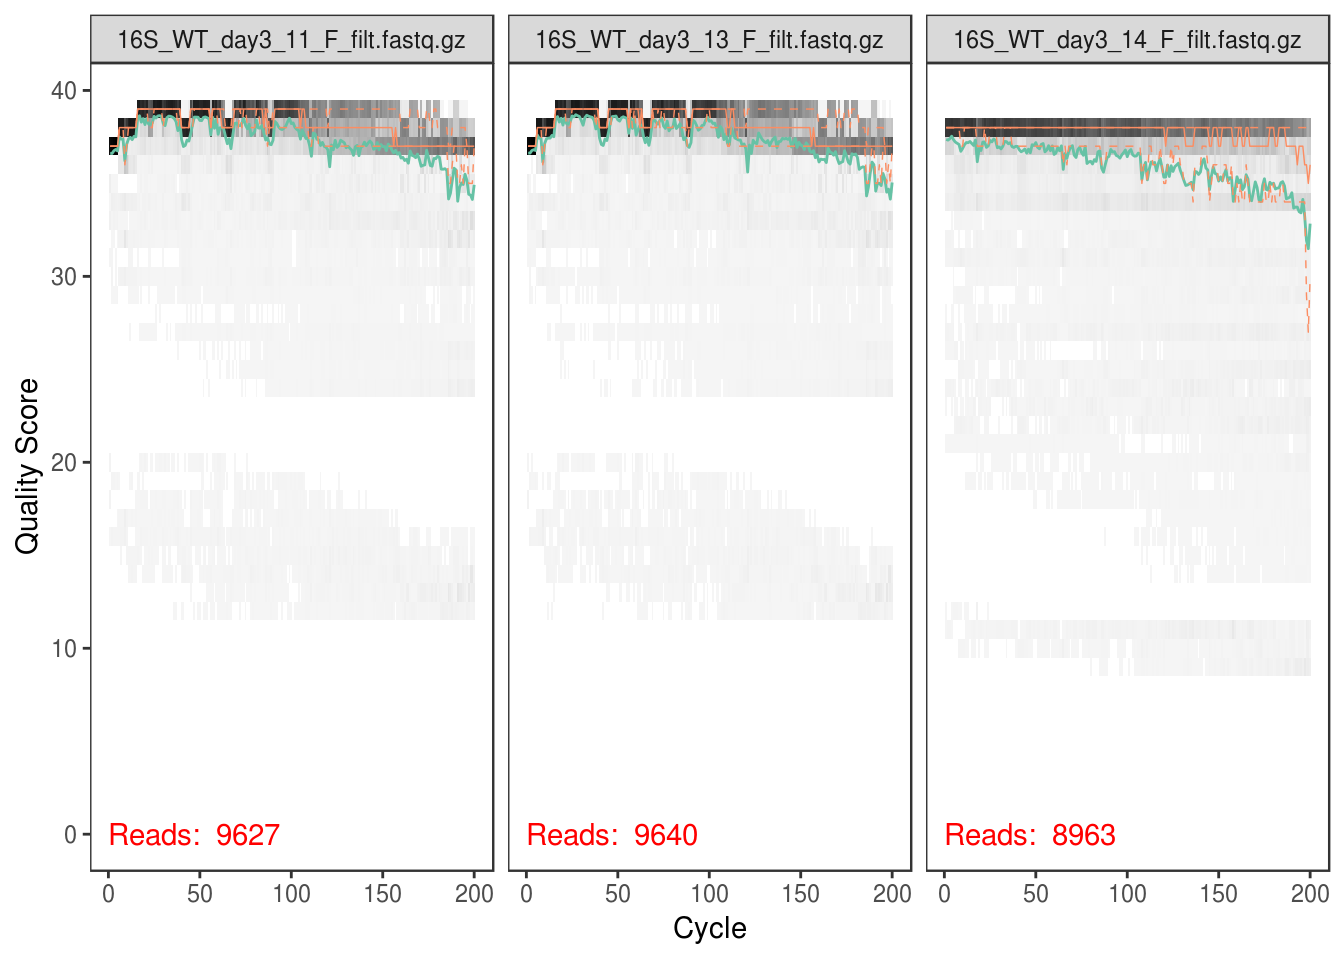 16S_WT_day3_11_F_filt.fastq.gz
16S_WT_day3_13_F_filt.fastq.gz
16S_WT_day3_14_F_filt.fastq.gz
Quality Score
40
30
20
10
0
Reads: 9627
Reads: 9640
Reads: 8963
0 50 100 150 200
0 50 100 150 200
0 50 100 150 200
Cycle